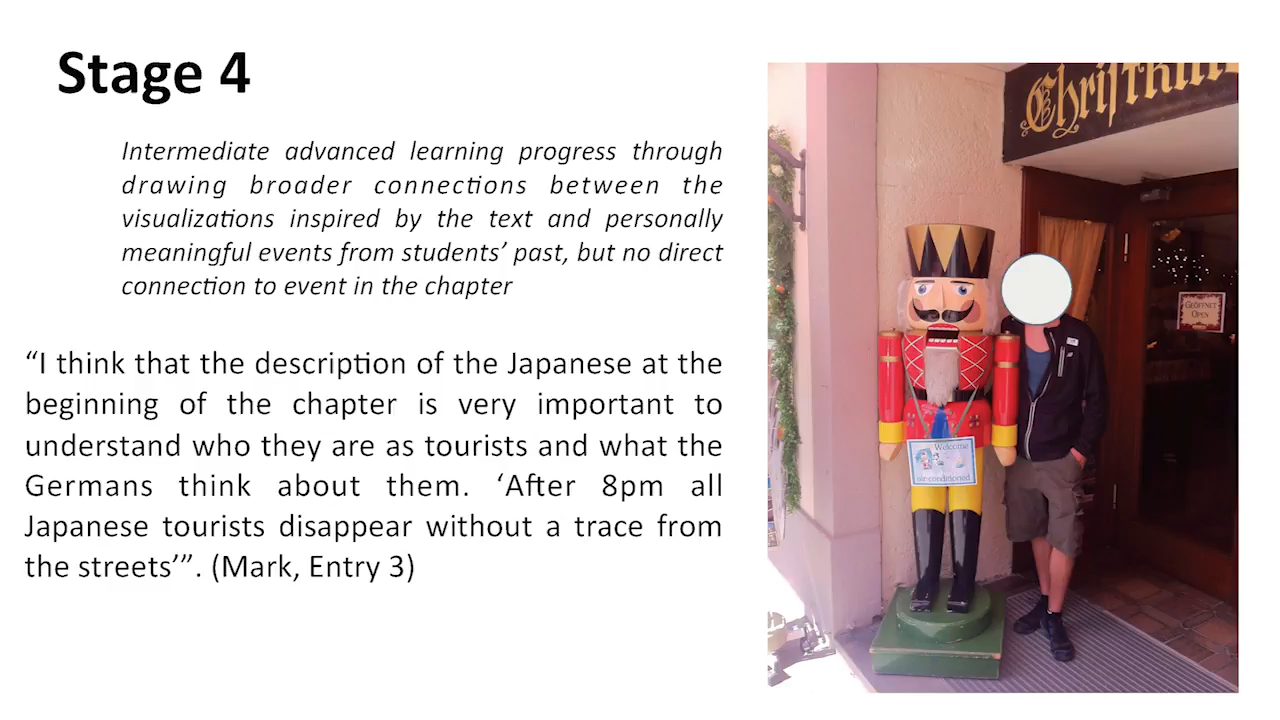 Stage 4
Intermediate advanced learning progress through
drawing broader connections between the
visualizations inspired by the text and personally
meaningful events from students’ past, but no direct
connection to event in the chapter
“I think that the description of the Japanese at the
beginning of the chapter is very important to
understand who they are as tourists and what the
Germans think about them. ‘After 8pm all
Japanese tourists disappear without a trace from
the streets’”. (Mark, Entry 3)
GEÖFFNET
OPEN
Welcome
air conditioned